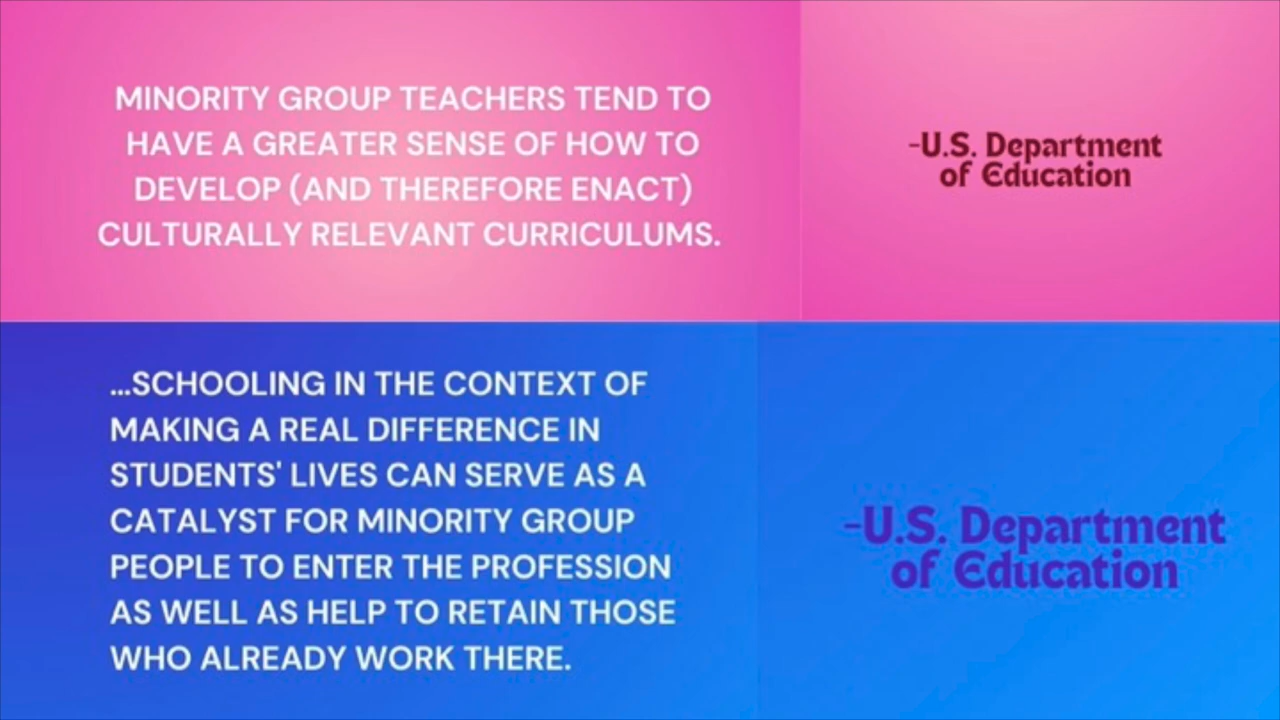 MINORITY GROUP TEACHERS TEND TO
HAVE A GREATER SENSE OF HOW TO
DEVELOP (AND THEREFORE ENACT)
CULTURALLY RELEVANT CURRICULUMS.
-U.S. Department
of Education
...SCHOOLING IN THE CONTEXT OF
MAKING A REAL DIFFERENCE IN
STUDENTS' LIVES CAN SERVE AS A
CATALYST FOR MINORITY GROUP
PEOPLE TO ENTER THE PROFESSION
AS WELL AS HELP TO RETAIN THOSE
WHO ALREADY WORK THERE.
-U.S. Department
of Education